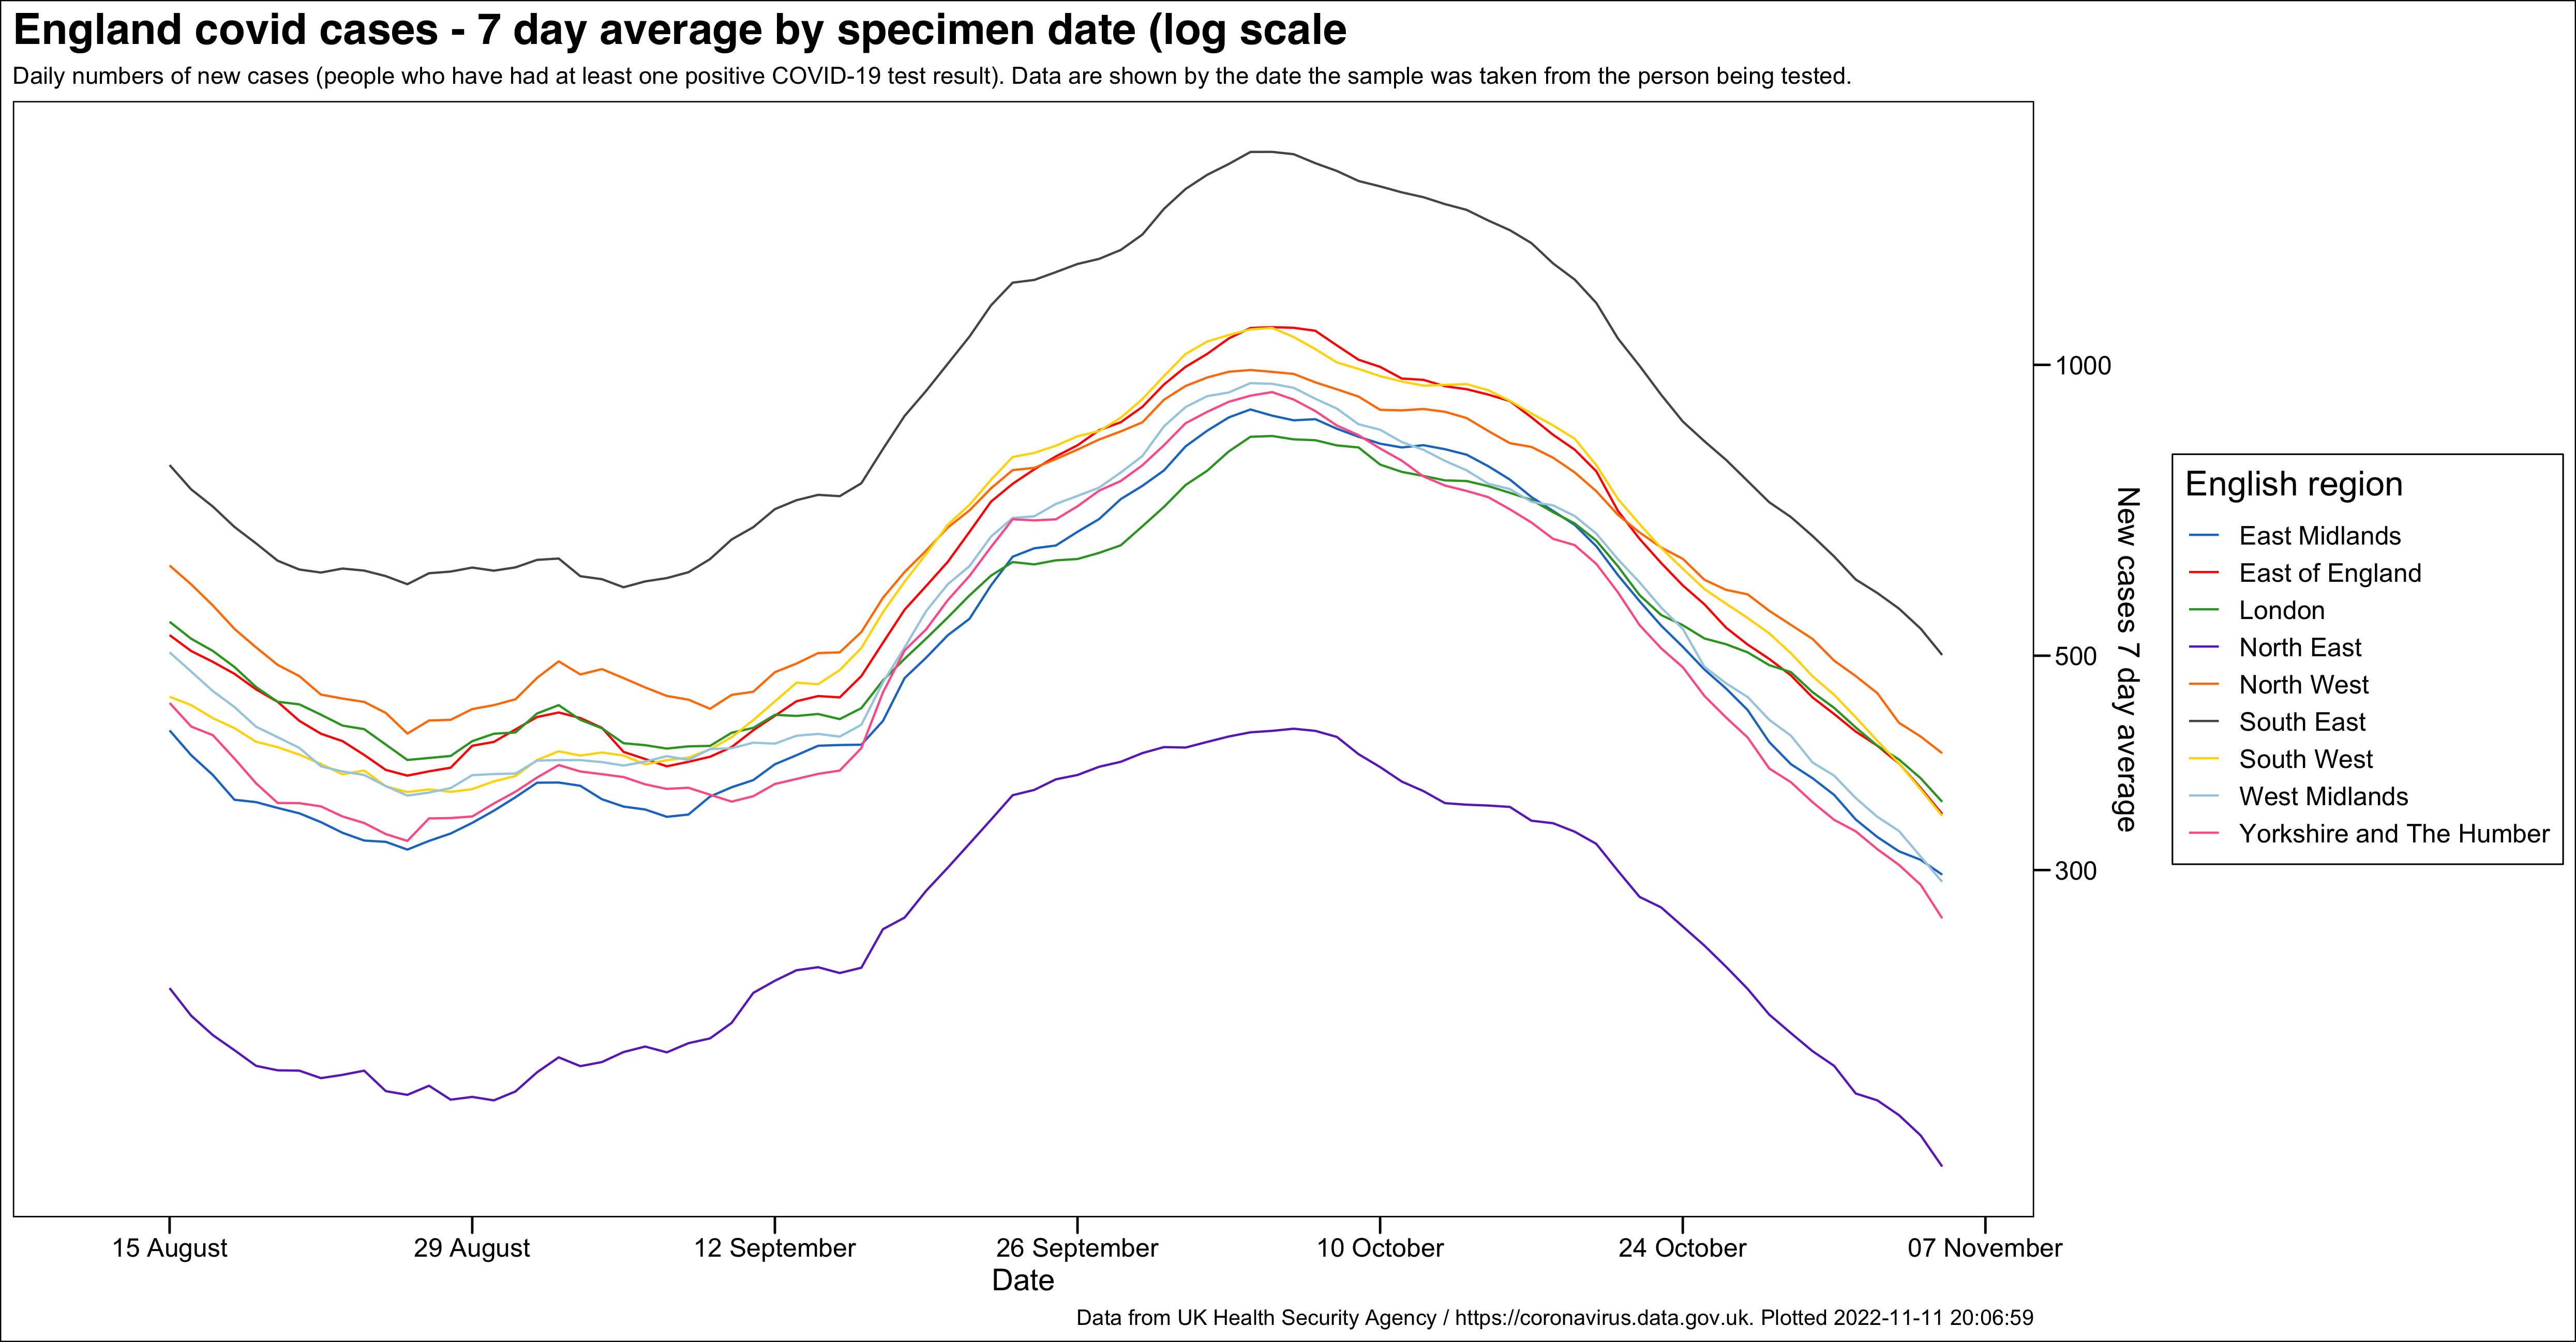 England covid cases - 7 day average by specimen date (log scale
Daily numbers of new cases (people who have had at least one positive COVID-19 test result). Data are shown by the date the sample was taken from the person being tested.
1000
500
300
New cases 7 day average
English region
East Midlands
East of England
London
North East
North West
South East
South West
West Midlands
Yorkshire and The Humber
15 August
29 August
12 September
26 September
10 October
24 October
07 November
Date
Data from UK Health Security Agency / https://coronavirus.data.gov.uk. Plotted 2022-11-11 20:06:59